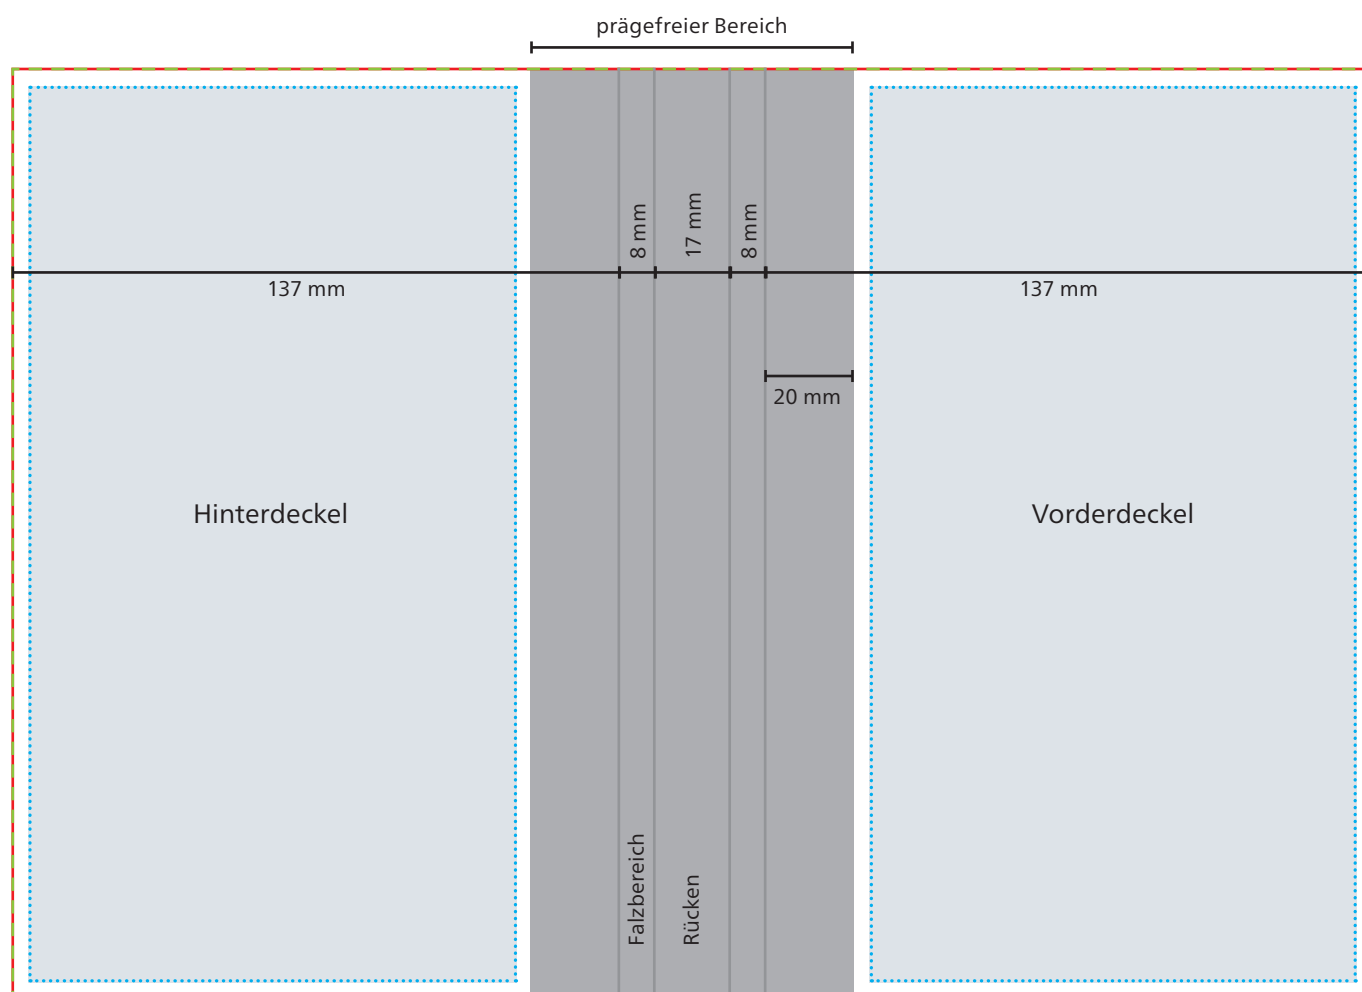 prägefreier Bereich
8 mm
17 mm
8 mm
137 mm
137 mm
20 mm
Hinterdeckel
Vorderdeckel
Falzbereich
Rücken